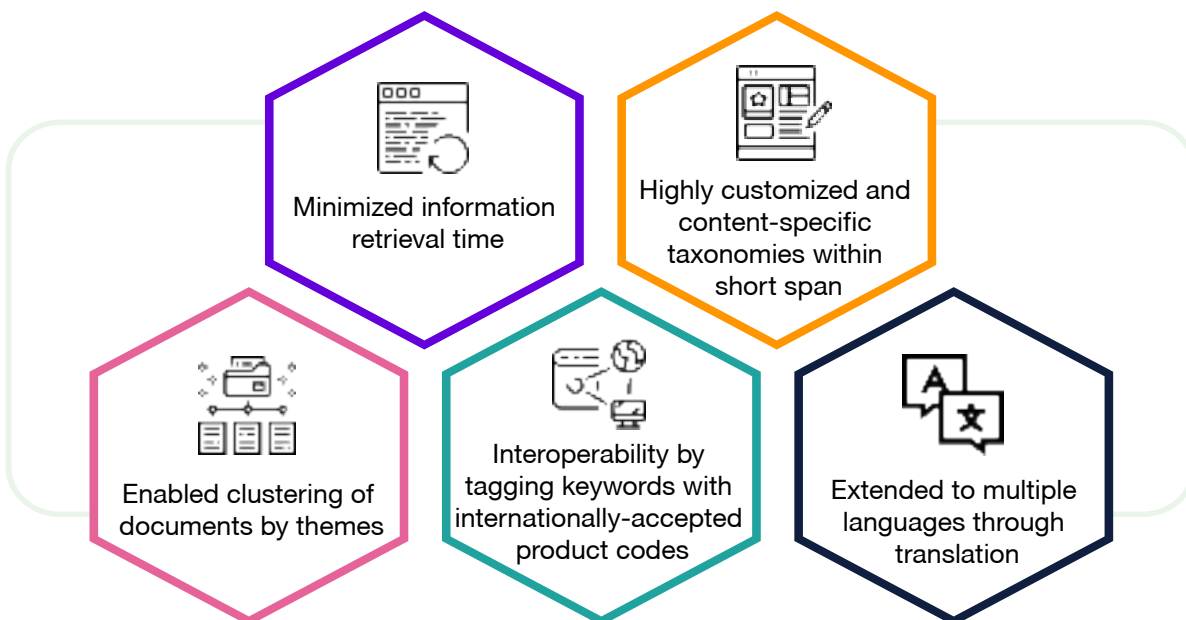 Minimized information
retrieval time
Highly customized and
content-specific
taxonomies within
short span
Enabled clustering of
documents by themes
Interoperability by
tagging keywords with
internationally-accepted
product codes
A
文
Extended to multiple
languages through
translation